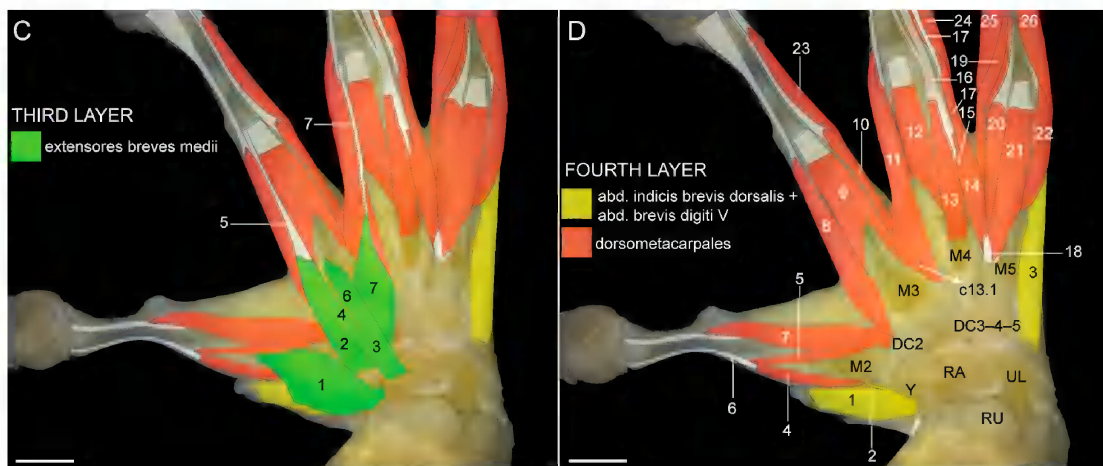 C
THIRD LAYER
extensores breves medii
7
5
6
7
4
2
3
1
D
FOURTH LAYER
abd. indicis brevis dorsalis +
abd. brevis digiti V
dorsometacarpales
24
25
26
17
23
19
16
17
15
10
12
20
22
11
21
9
14
8
13
M4
18
M5
3
5
M3
c13.1
7
DC3–4–5
DC2
M2
RA
UL
1
Y
6
RU
4
2